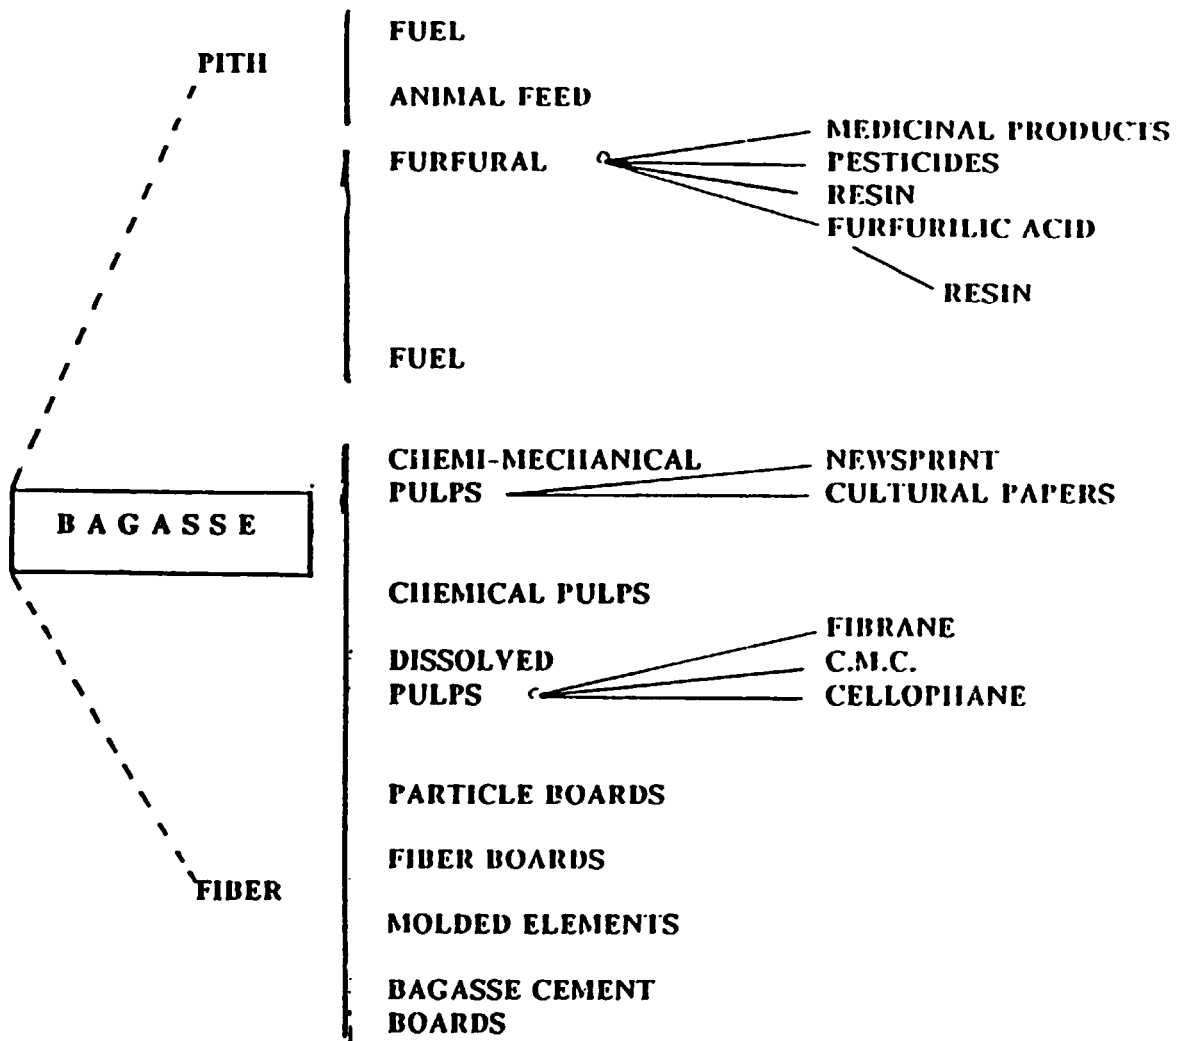 FUEL
PITH
ANIMAL FEED
FURFURAL
MEDICINAL PRODUCTS
PESTICIDES
RESIN
FURFURILIC ACID
RESIN
FUEL
CHEMI-MECHANICAL
PULPS
NEWSPRINT
CULTURAL PAPERS
BAGASSE
CHEMICAL PULPS
DISSOLVED
PULPS
FIBRANE
C.M.C.
CELLOPHANE
PARTICLE BOARDS
FIBER BOARDS
FIBER
MOLDED ELEMENTS
BAGASSE CEMENT
BOARDS